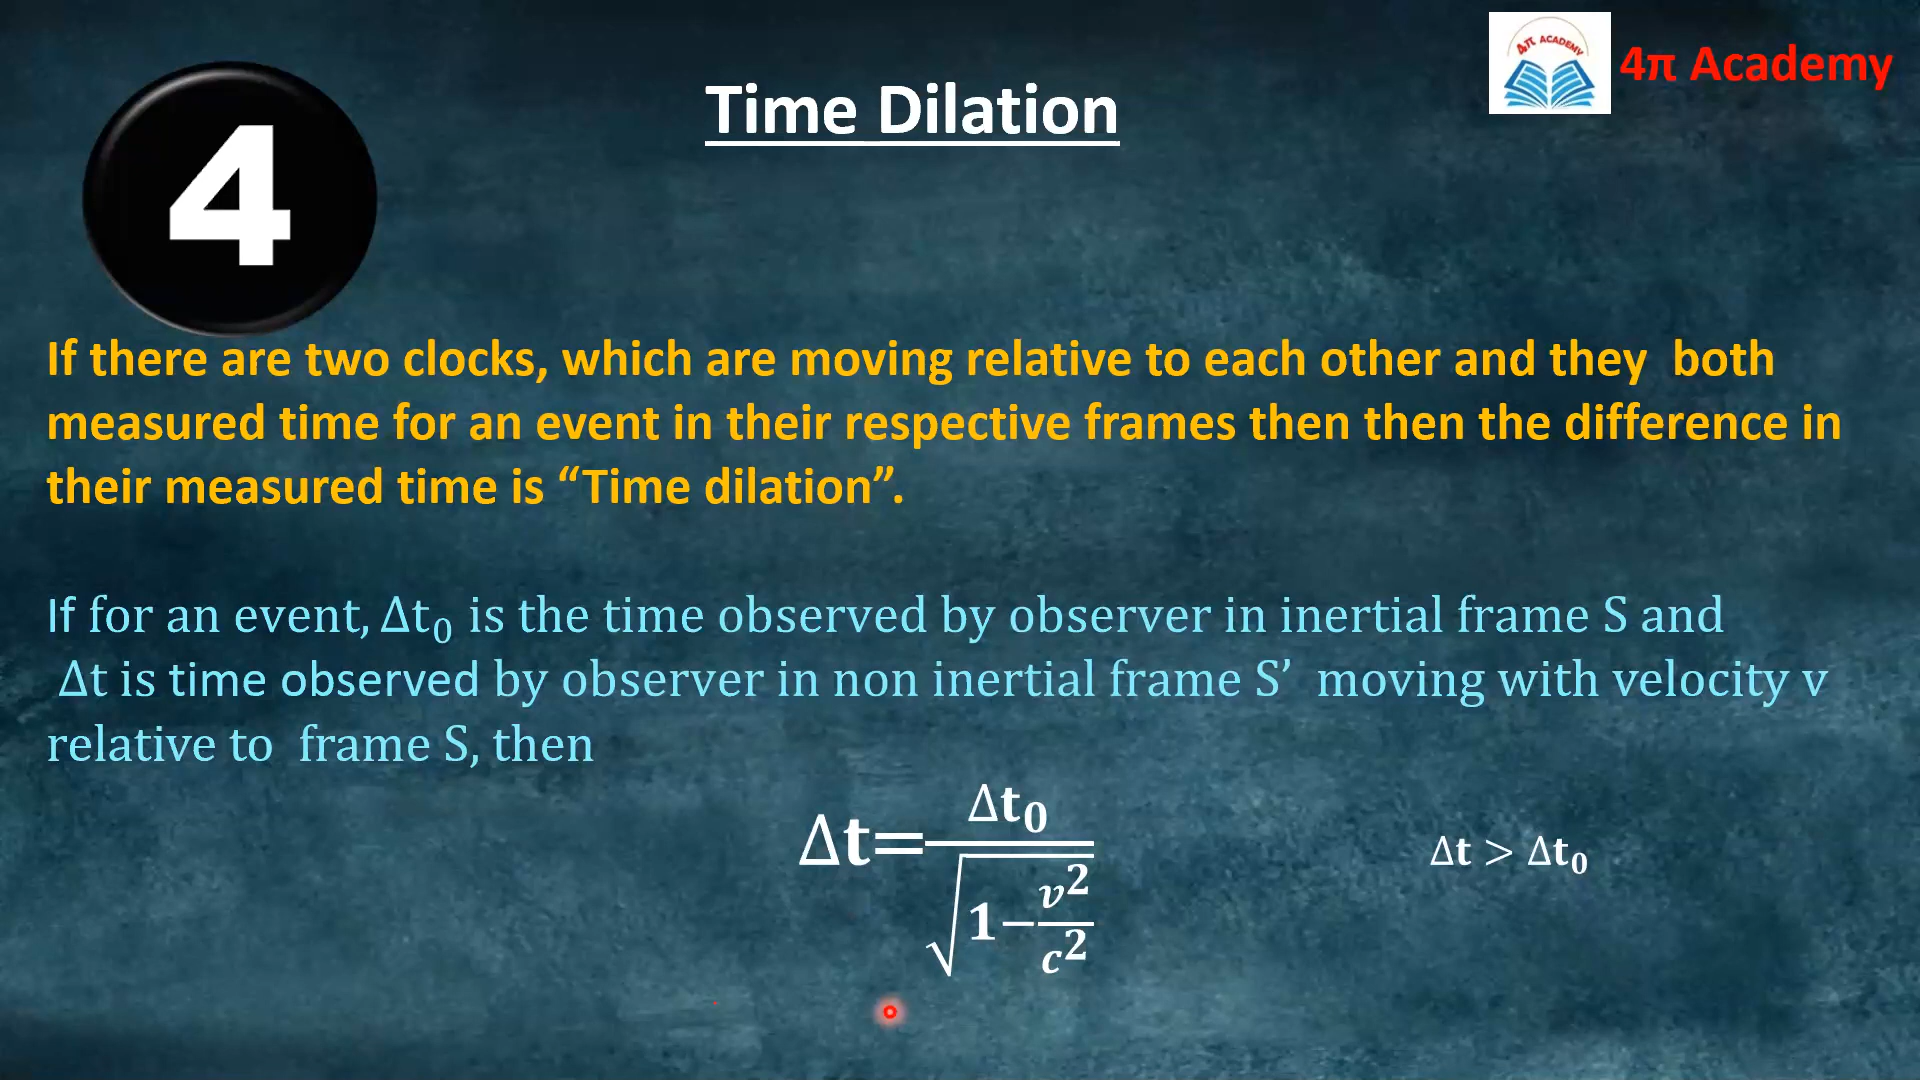 4π ACADEMY
4π Academy
4
Time Dilation
If there are two clocks, which are moving relative to each other and they both
measured time for an event in their respective frames then then the difference in
their measured time is “Time dilation”.
If for an event, Δt₀ is the time observed by observer in inertial frame S and
Δt is time observed by observer in non inertial frame S’ moving with velocity v
relative to frame S, then
Δt=Δt₀/√(1−v²/c²)
Δt > Δt₀